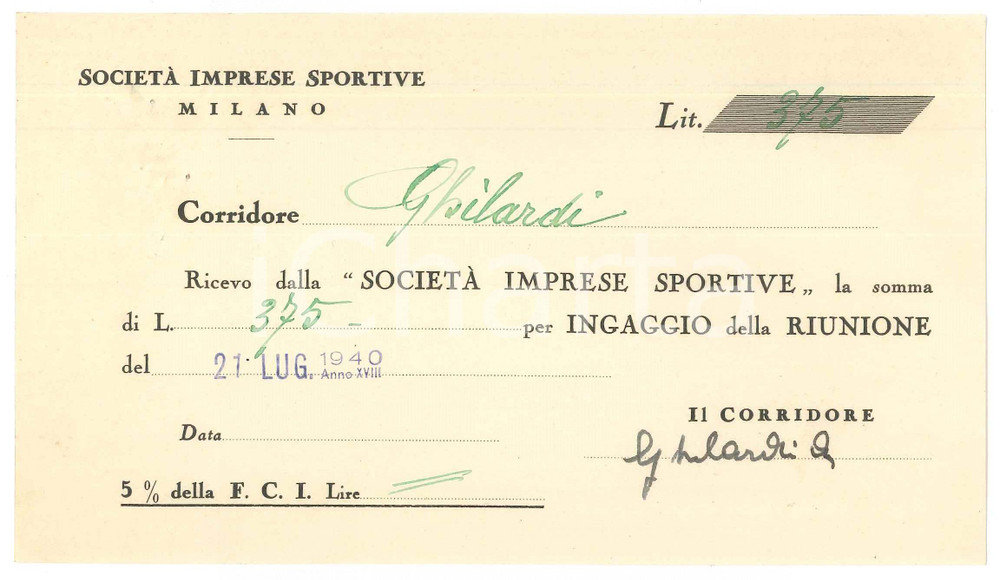 SOCIETÀ IMPRESE SPORTIVE
MILANO
Lit. 375
Corridore Ghilardi
Ricevo dalla “SOCIETÀ IMPRESE SPORTIVE„ la somma
di L. 375 - per INGAGGIO della RIUNIONE
del 21· LUG. 1940 Anno XVIII
Il CORRIDORE
Data Ghilardi A
5 % della F. C. I. Lire
iCharta